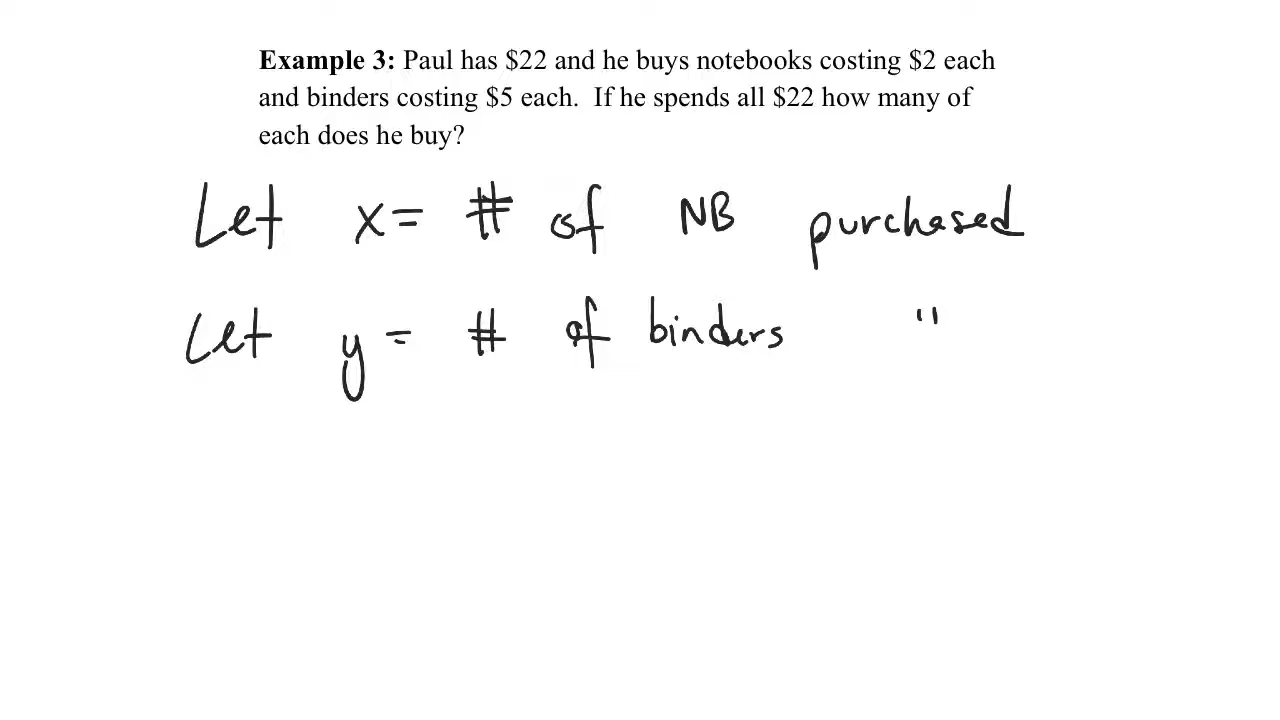 Example 3: Paul has $22 and he buys notebooks costing $2 each
and binders costing $5 each. If he spends all $22 how many of
each does he buy?
Let x = # of NB purchased
Let y = # of binders "